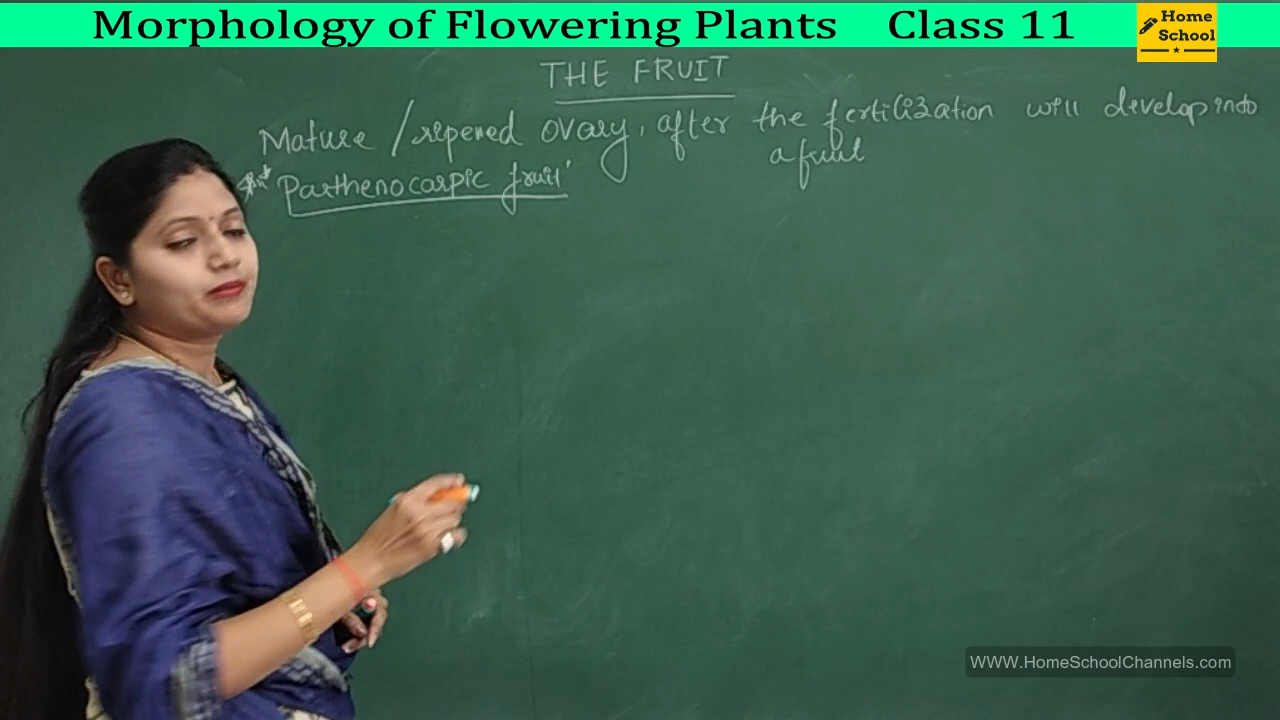 Morphology of Flowering Plants Class 11
Home
School
THE FRUIT
Mature / repened ovary, after the fertilization will develop into
a fruit
Parthenocarpic fruit'
WWW.HomeSchoolChannels.com